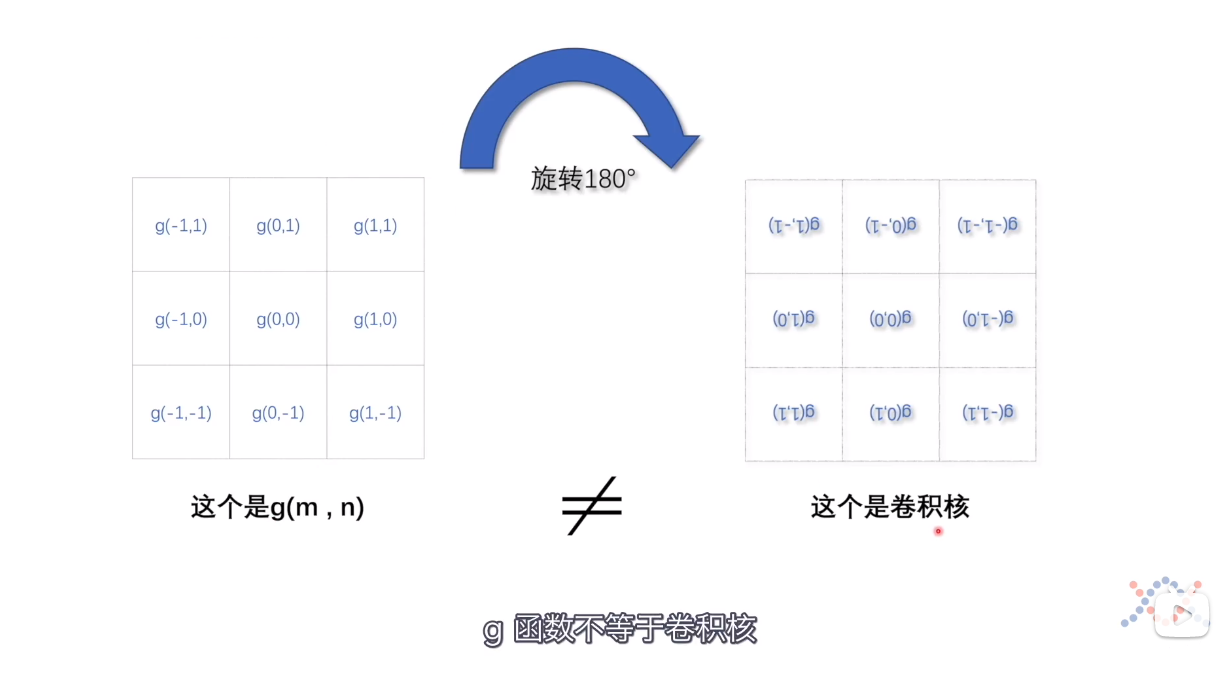 旋转180°
g(-1,1) g(0,1) g(1,1)
g(-1,0) g(0,0) g(1,0)
g(-1,-1) g(0,-1) g(1,-1)
g(1,-1) g(0,-1) g(-1,-1)
g(1,0) g(0,0) g(-1,0)
g(1,1) g(0,1) g(-1,1)
这个是g(m , n)
≠
这个是卷积核
g 函数不等于卷积核